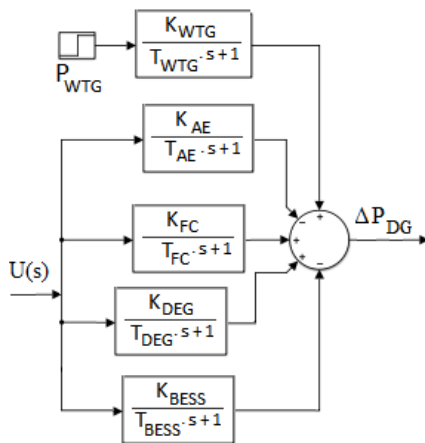 K_WTG
T_WTG·s+1
P_WTG
K_AE
T_AE·s+1
K_FC
T_FC·s+1
U(s)
K_DEG
T_DEG·s+1
K_BESS
T_BESS·s+1
+
−
+
+
−
ΔP_DG